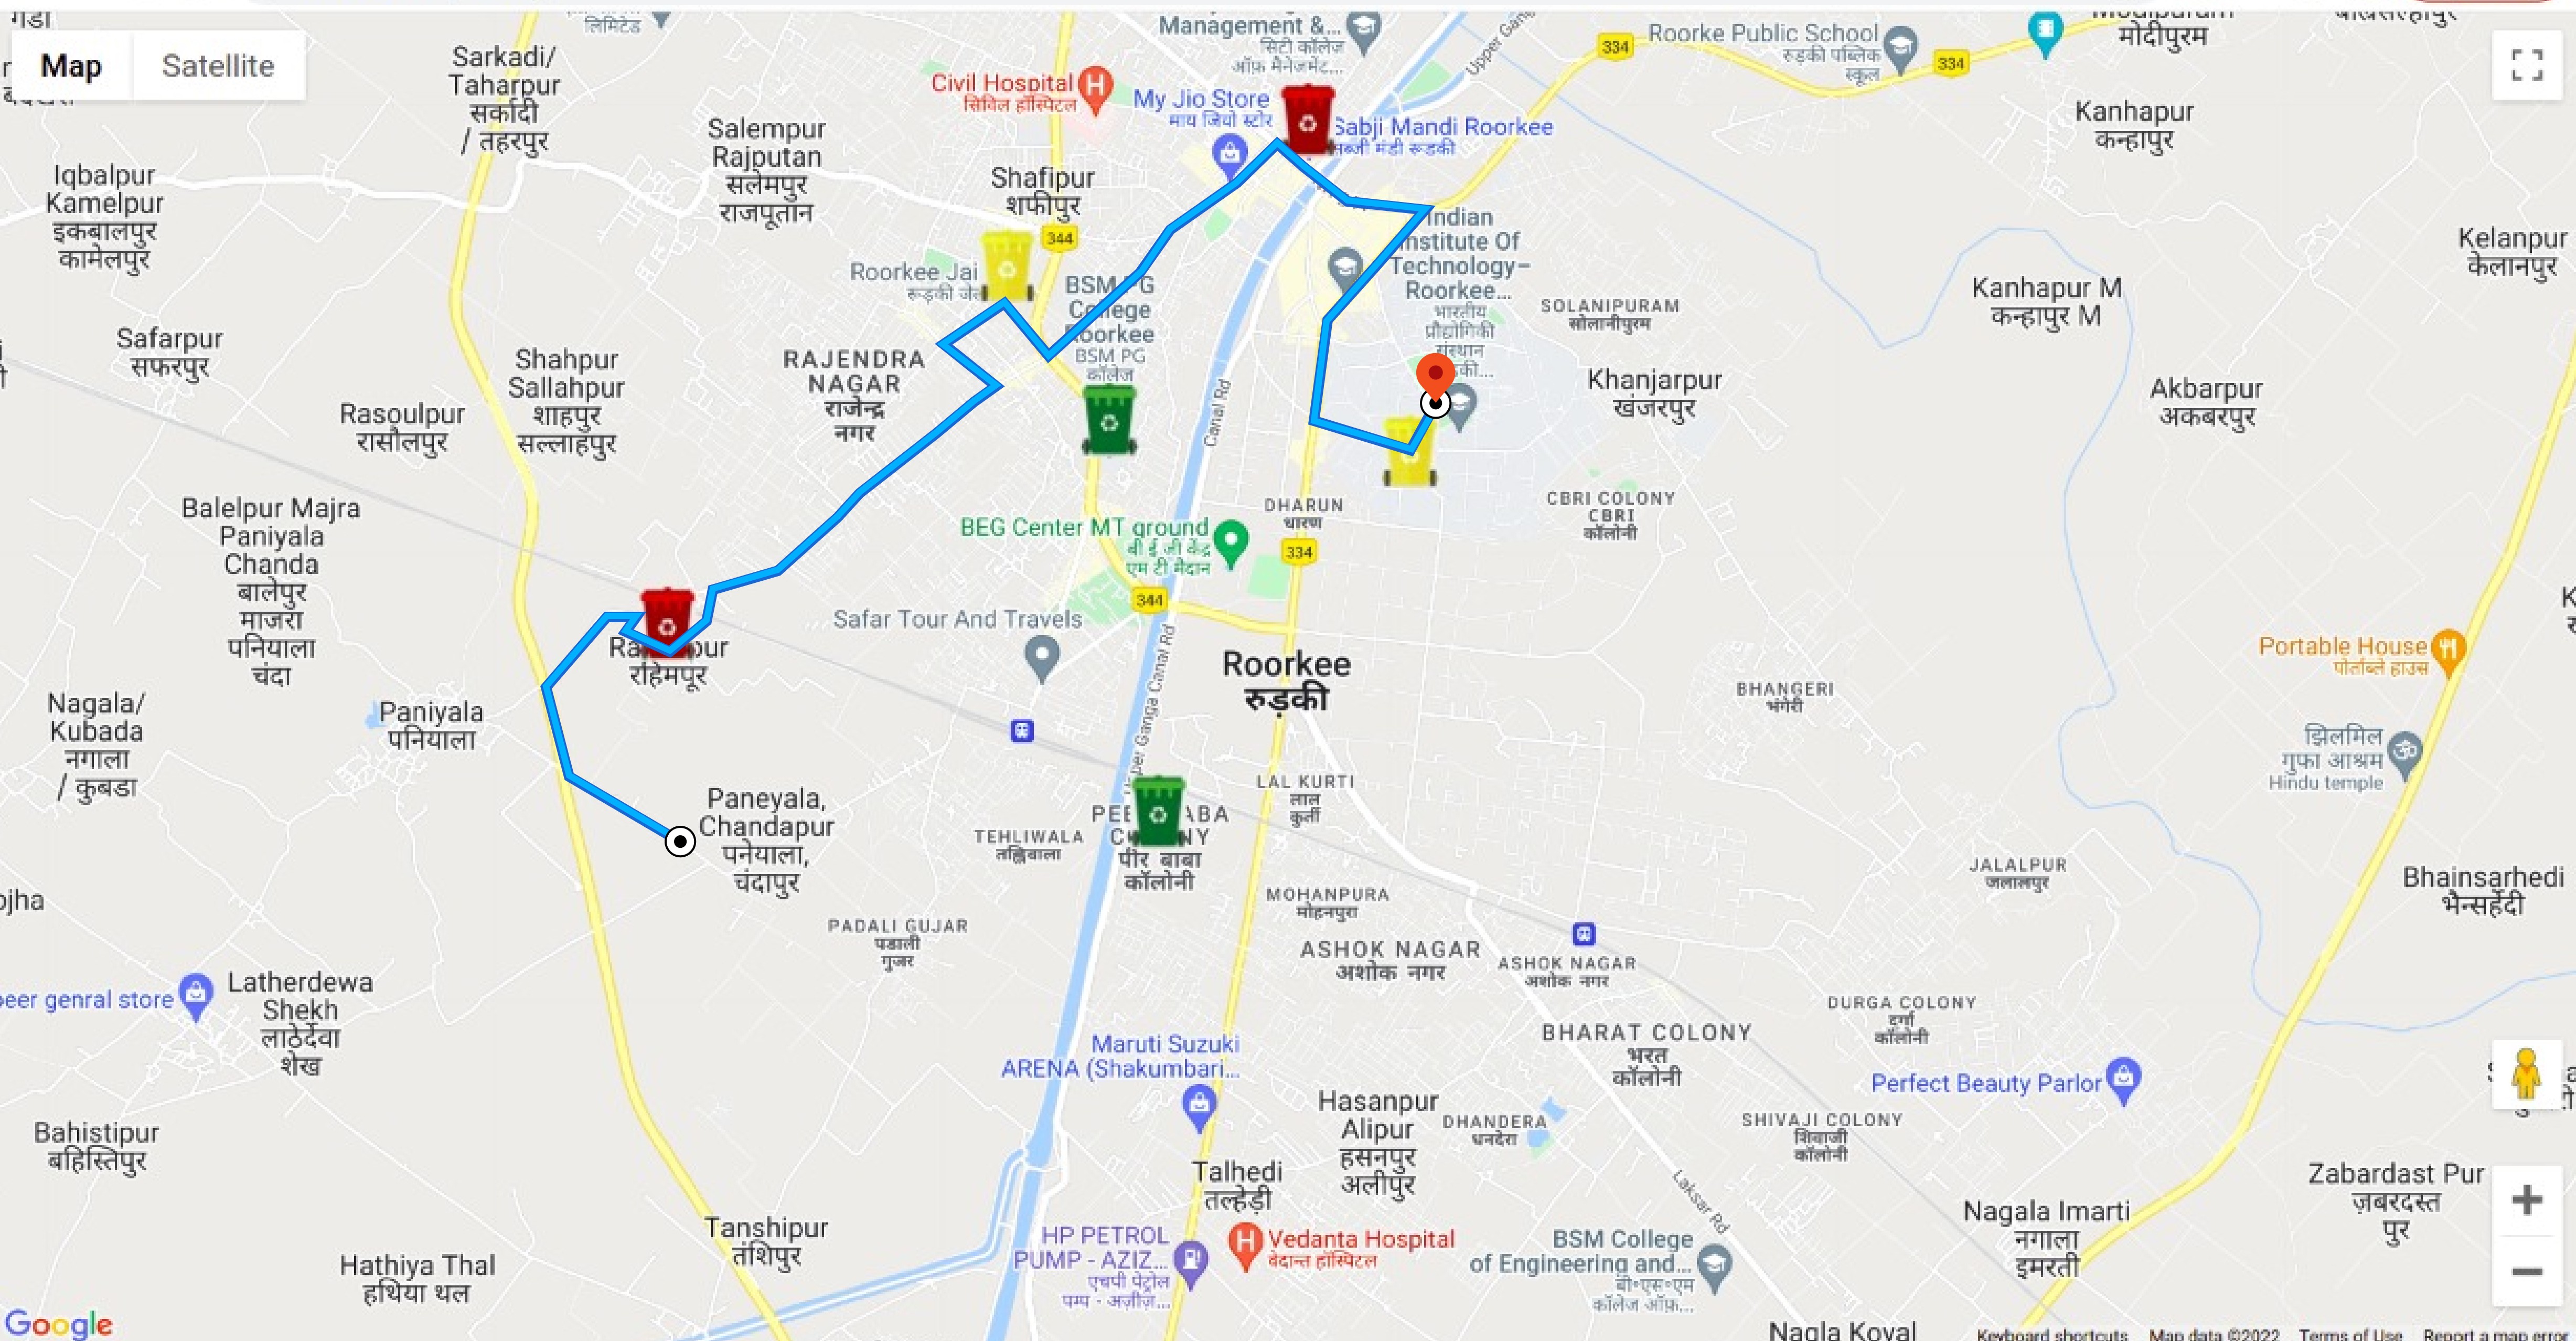 Map
Satellite
लिमिटेड
Sarkadi/
Taharpur
सर्कादी
/ तहरपुर
Management &...
सिटी कॉलेज
ऑफ़ मैनेजमेंट...
Civil Hospital
सिविल हॉस्पिटल
My Jio Store
माय जियो स्टोर
Sabji Mandi Roorkee
सब्जी मंडी रूड़की
334
Roorke Public School
रुड़की पब्लिक
स्कूल
334
मोदीपुरम
Kanhapur
कन्हापुर
Salempur
Rajputan
सलेमपुर
राजपूतान
Shafipur
शफीपुर
344
Iqbalpur
Kamelpur
इकबालपुर
कामेलपुर
Roorkee Jai
BSM PG
College
Roorkee
BSM PG
कॉलेज
Indian
Institute Of
Technology–
Roorkee...
भारतीय
प्रौद्योगिकी
संस्थान
SOLANIPURAM
सोलानीपुरम
Kanhapur M
कन्हापुर M
Kelanpur
केलानपुर
Safarpur
सफरपुर
Shahpur
Sallahpur
शाहपुर
सल्लाहपुर
RAJENDRA
NAGAR
राजेन्द्र
नगर
Khanjarpur
खंजरपुर
Akbarpur
अकबरपुर
Rasoulpur
रासौलपुर
Canal Rd
Balelpur Majra
Paniyala
Chanda
बालेपुर
माजरा
पनियाला
चंदा
DHARUN
धारण
CBRI COLONY
CBRI
कॉलोनी
BEG Center MT ground
बी ई जी केंद्र
एम टी मैदान
334
344
Safar Tour And Travels
रहिमपूर
Roorkee
रुड़की
Portable House
पोर्ताब्ले हाउस
BHANGERI
भंगेरी
Nagala/
Kubada
नगाला
/ कुबडा
Paniyala
पनियाला
Upper Ganga Canal Rd
झिलमिल
गुफा आश्रम
Hindu temple
LAL KURTI
लाल
कुर्ती
Paneyala,
Chandapur
पनेयाला,
चंदापुर
TEHLIWALA
तह्लिवाला
PEER BABA
COLONY
पीर बाबा
कॉलोनी
JALALPUR
जलालपुर
Bhainsarhedi
भैन्सर्हेदी
MOHANPURA
मोहनपुरा
PADALI GUJAR
पडाली
गुजर
ASHOK NAGAR
अशोक नगर
ASHOK NAGAR
अशोक नगर
peer genral store
Latherdewa
Shekh
लाठेर्देवा
शेख
DURGA COLONY
दुर्गा
कॉलोनी
BHARAT COLONY
भरत
कॉलोनी
Maruti Suzuki
ARENA (Shakumbari...
Perfect Beauty Parlor
Hasanpur
Alipur
हसनपुर
अलीपुर
DHANDERA
धनदेरा
SHIVAJI COLONY
शिवाजी
कॉलोनी
Bahistipur
बहिस्तिपुर
Talhedi
तल्हेड़ी
Laksar Rd
Zabardast Pur
ज़बरदस्त
पुर
Tanshipur
तंशिपुर
HP PETROL
PUMP - AZIZ...
एचपी पेट्रोल
पम्प - अज़ीज़...
Vedanta Hospital
वेदान्त हॉस्पिटल
BSM College
of Engineering and...
बी॰एस॰एम
कॉलेज ऑफ़...
Nagala Imarti
नगाला
इमरती
Hathiya Thal
हथिया थल
Google
Nagla Koyal
Keyboard shortcuts Map data ©2022 Terms of Use Report a map error